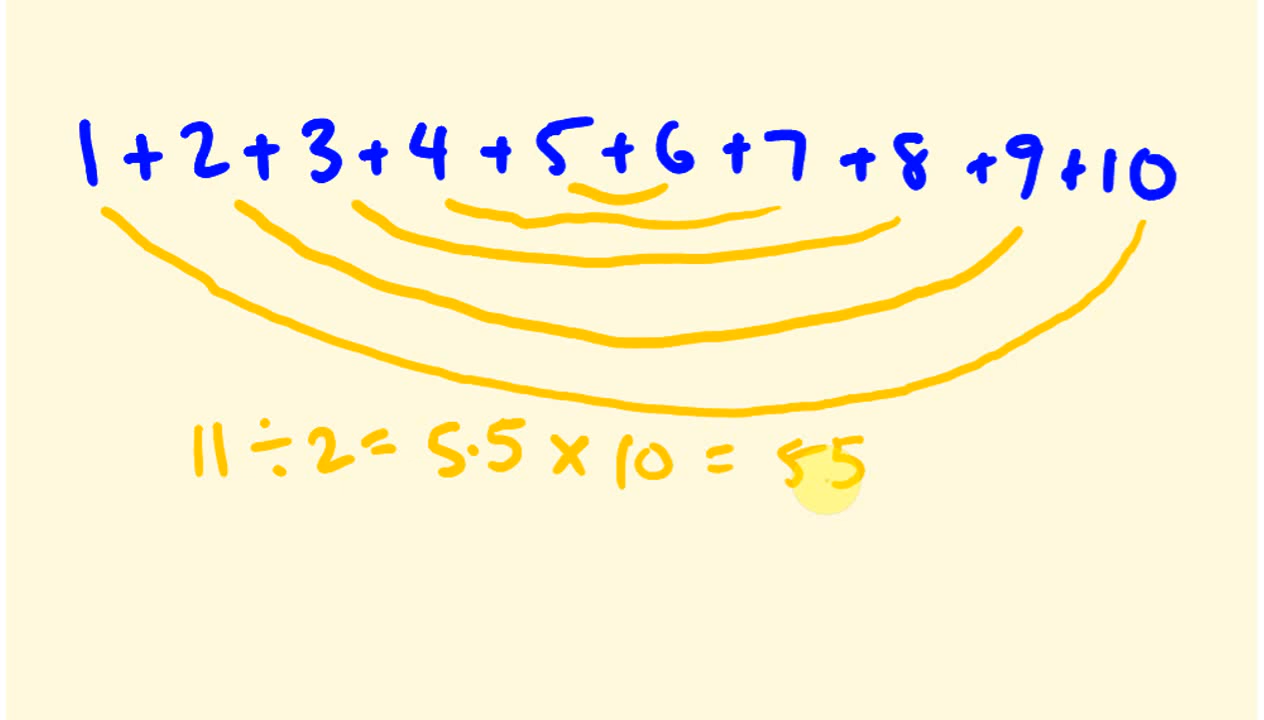 1 + 2 + 3 + 4 + 5 + 6 + 7 + 8 + 9 + 10
11 ÷ 2 = 5.5 × 10 = 55